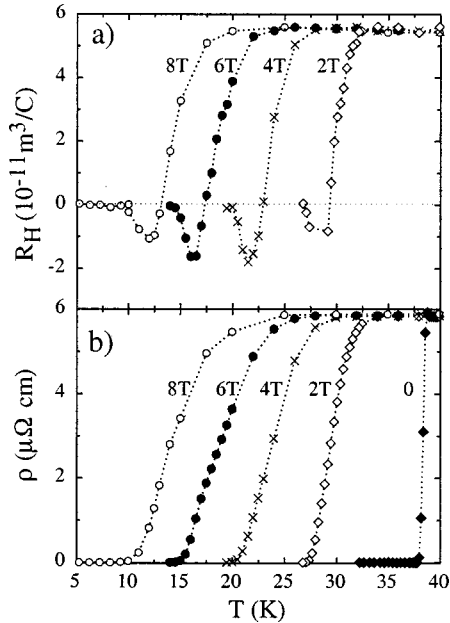 a)
6
4
2
0
-2
R_H (10^-11 m^3/C)
8T 6T 4T 2T
b)
6
4
2
0
ρ (μΩ cm)
8T 6T 4T 2T 0
5 10 15 20 25 30 35 40
T (K)